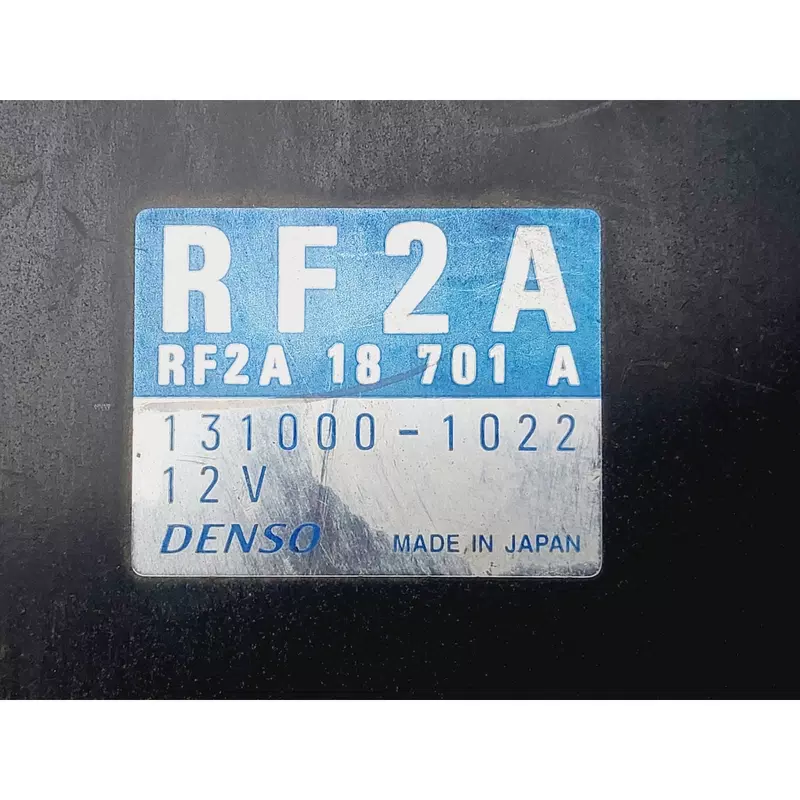 RF2A
RF2A 18 701 A
131000-1022
12V
DENSO MADE IN JAPAN